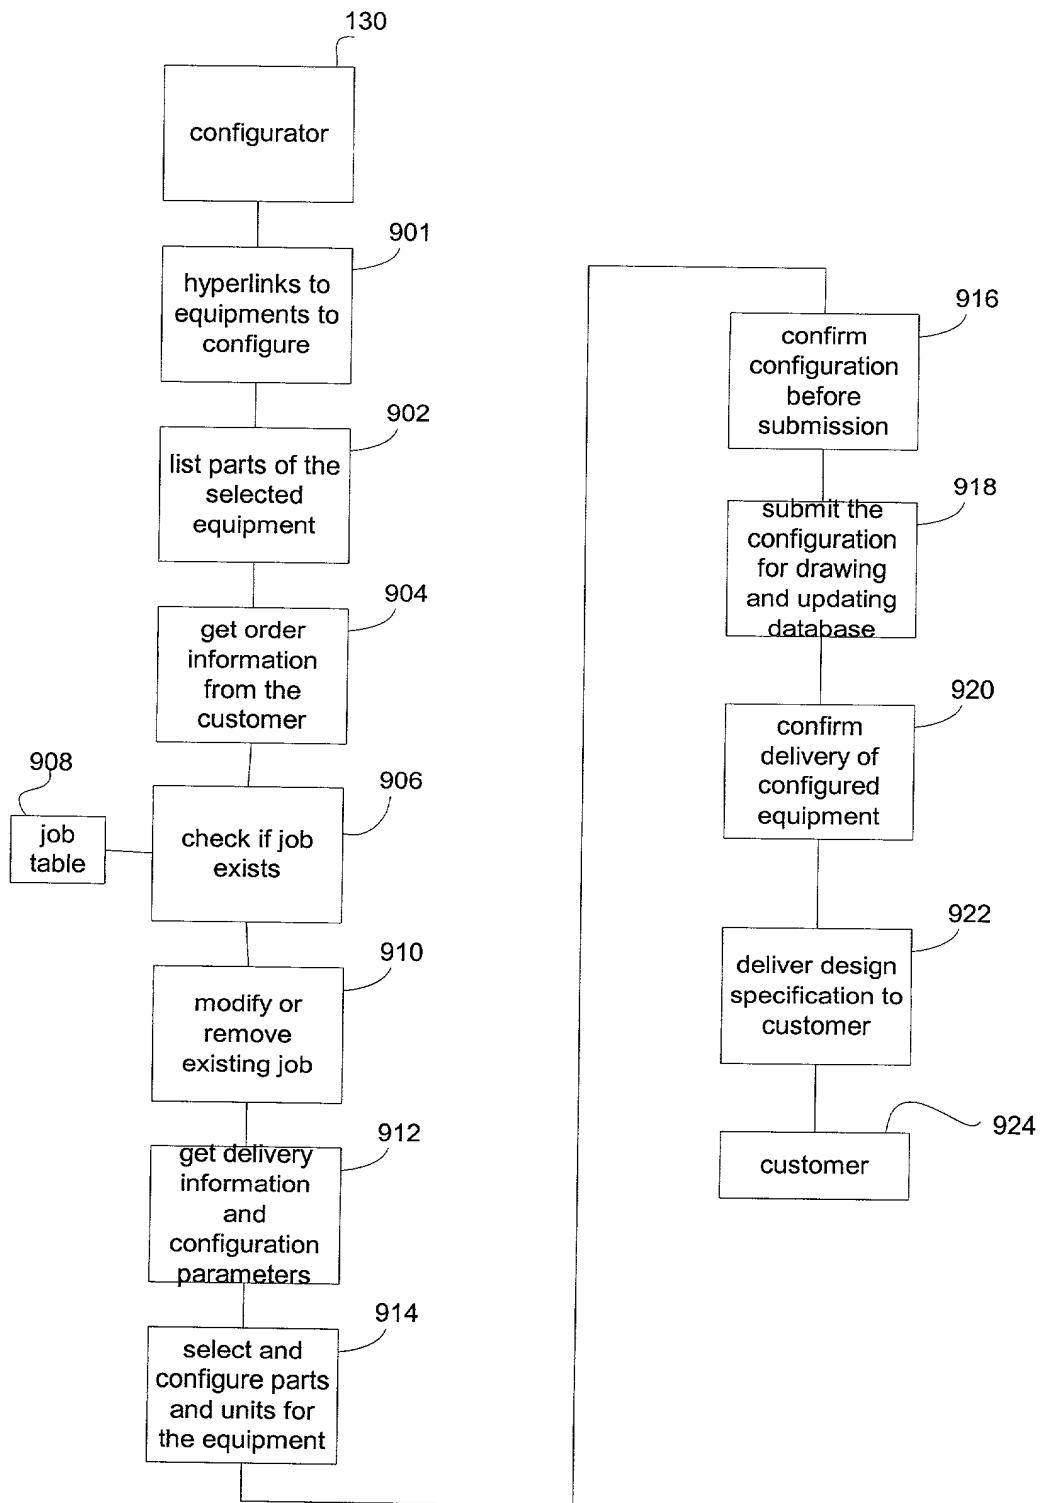 130
configurator
901
hyperlinks to
equipments to
configure
902
list parts of the
selected
equipment
904
get order
information
from the
customer
908
job
table
906
check if job
exists
910
modify or
remove
existing job
912
get delivery
information
and
configuration
parameters
914
select and
configure parts
and units for
the equipment
916
confirm
configuration
before
submission
918
submit the
configuration
for drawing
and updating
database
920
confirm
delivery of
configured
equipment
922
deliver design
specification to
customer
924
customer